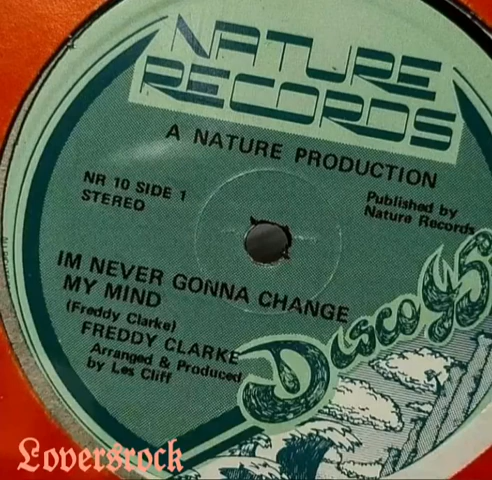 NATURE
RECORDS
A NATURE PRODUCTION
NR 10 SIDE 1
STEREO
Published by
Nature Records
IM NEVER GONNA CHANGE
MY MIND
(Freddy Clarke)
FREDDY CLARKE
Arranged & Produced
by Les Cliff
Disco 45
Loversrock